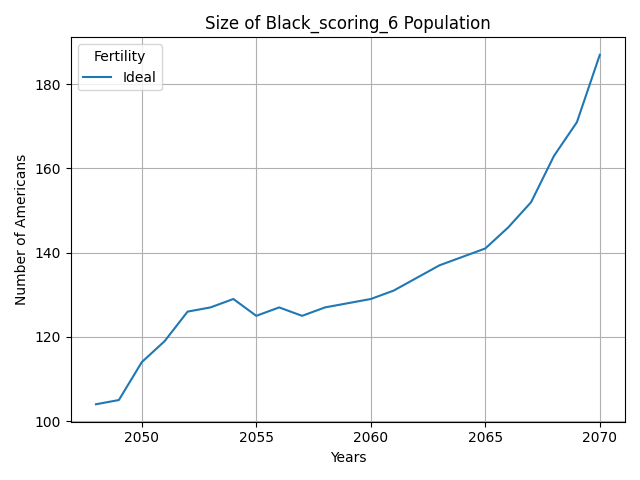 Size of Black_scoring_6 Population
Fertility
Ideal
Number of Americans
180
160
140
120
100
2050
2055
2060
2065
2070
Years